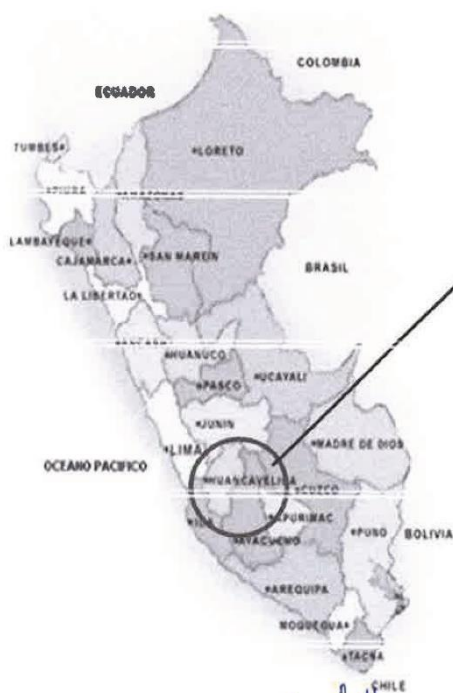 COLOMBIA
ECUADOR
TUMBES
LORETO
LAMBAYEQUE
CAJAMARCA
SAN MARTIN
BRASIL
LA LIBERTAD
HUANUCO
PASCO
UCAYALI
JUNIN
LIMA
MADRE DE DIOS
OCEANO PACIFICO
HUANCAVELICA
CUZCO
APURIMAC
PUNO
BOLIVIA
AREQUIPA
MOQUEGUA
TACNA
CHILE